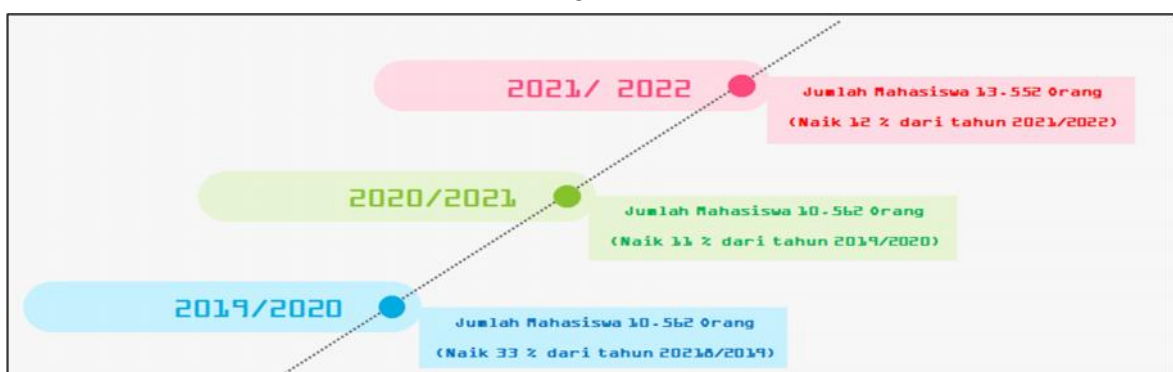 2021/ 2022
Jumlah Mahasiswa 13.552 Orang
(Naik 12 % dari tahun 2021/2022)
2020/2021
Jumlah Mahasiswa 10.562 Orang
(Naik 11 % dari tahun 2019/2020)
2019/2020
Jumlah Mahasiswa 10.562 Orang
(Naik 33 % dari tahun 20218/2019)